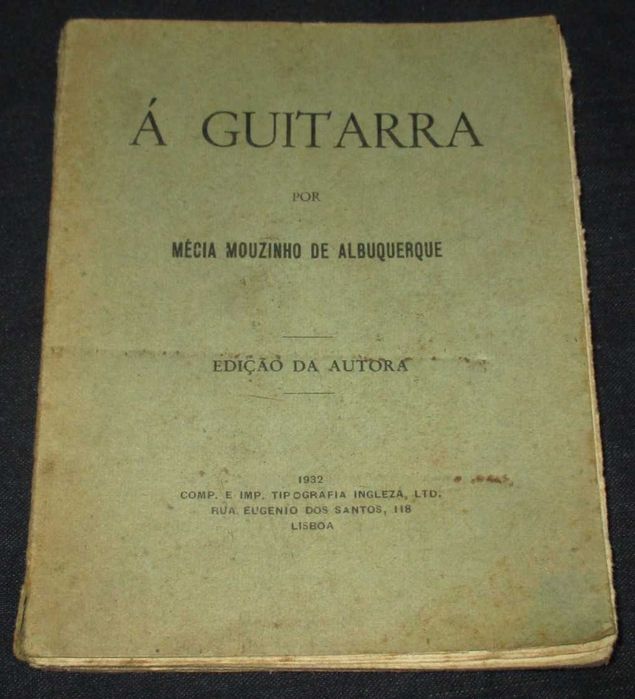 Á GUITARRA
POR
MÉCIA MOUZINHO DE ALBUQUERQUE
EDIÇÃO DA AUTORA
1932
COMP. E IMP. TIPOGRAFIA INGLEZA, LTD.
RUA EUGENIO DOS SANTOS, 118
LISBOA